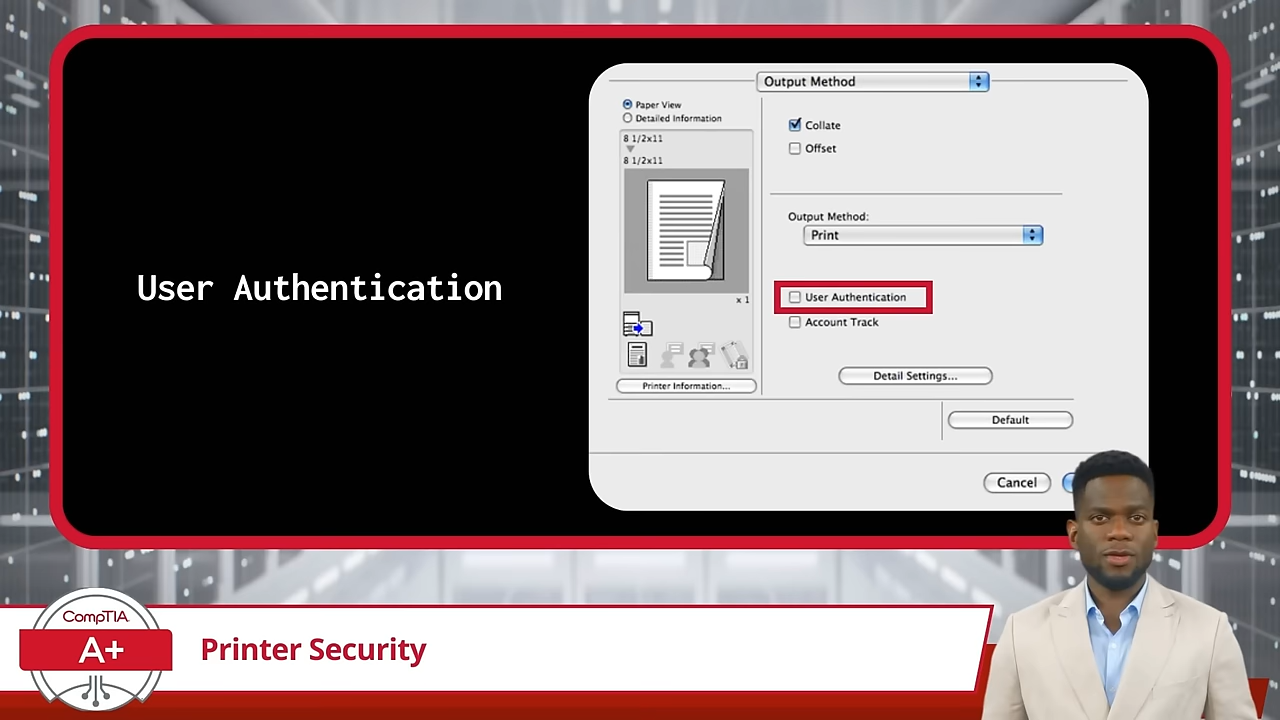 User Authentication
Output Method
Paper View
Detailed Information
8 1/2x11
8 1/2x11
x 1
Printer Information...
Collate
Offset
Output Method:
Print
User Authentication
Account Track
Detail Settings...
Default
Cancel
CompTIA
A+
Printer Security